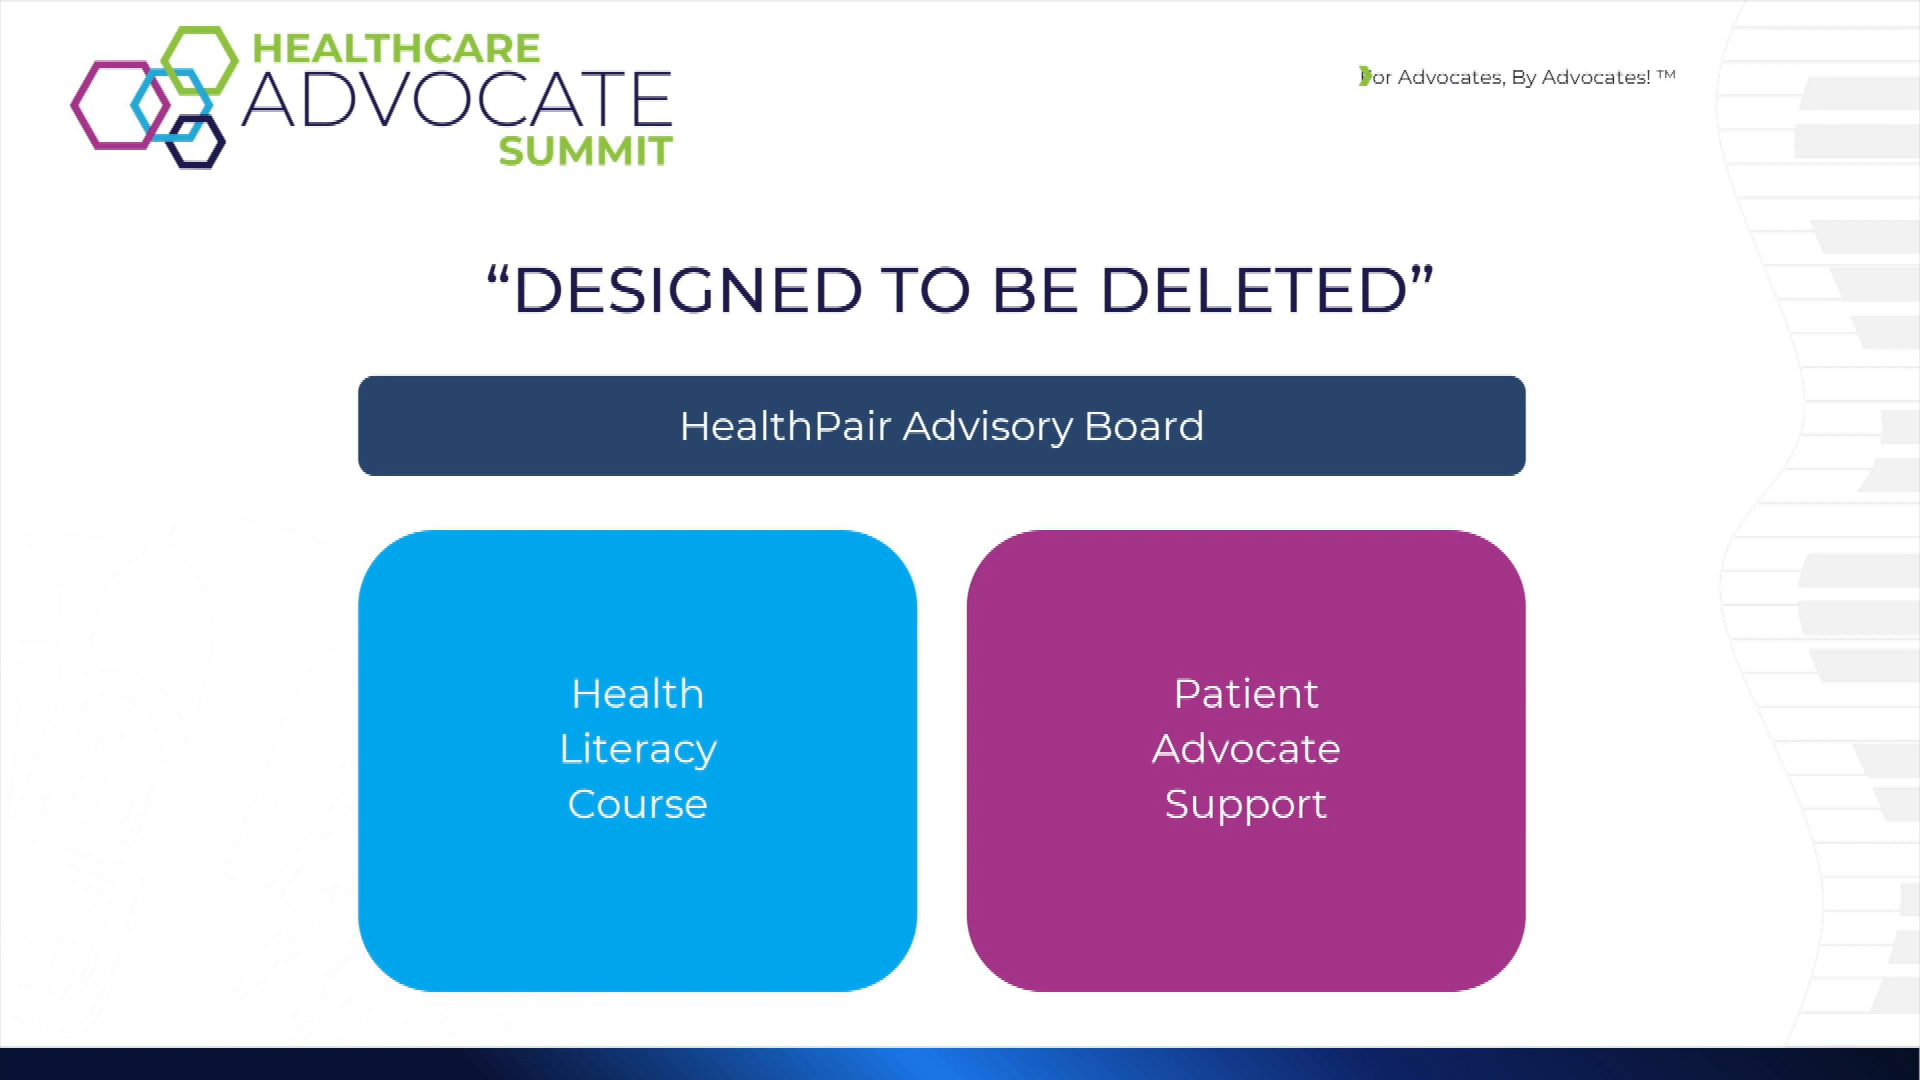 HEALTHCARE
ADVOCATE
SUMMIT
For Advocates, By Advocates! ™
“DESIGNED TO BE DELETED”
HealthPair Advisory Board
Health
Literacy
Course
Patient
Advocate
Support